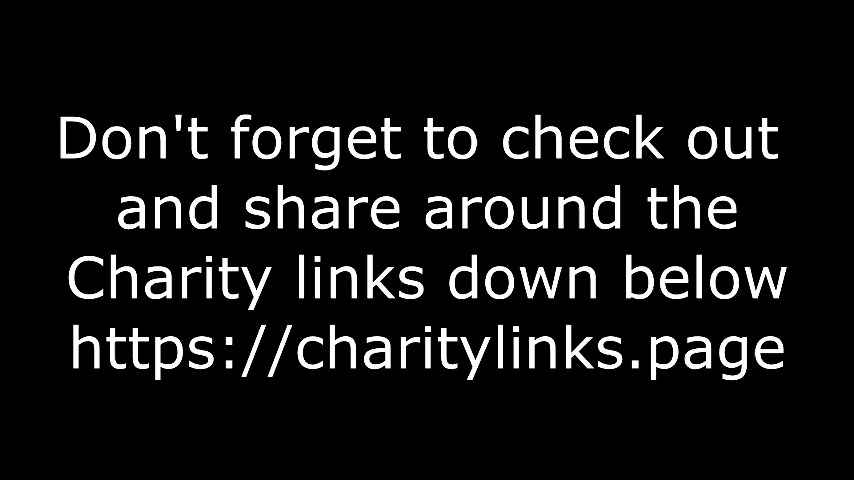 Don't forget to check out
and share around the
Charity links down below
https://charitylinks.page